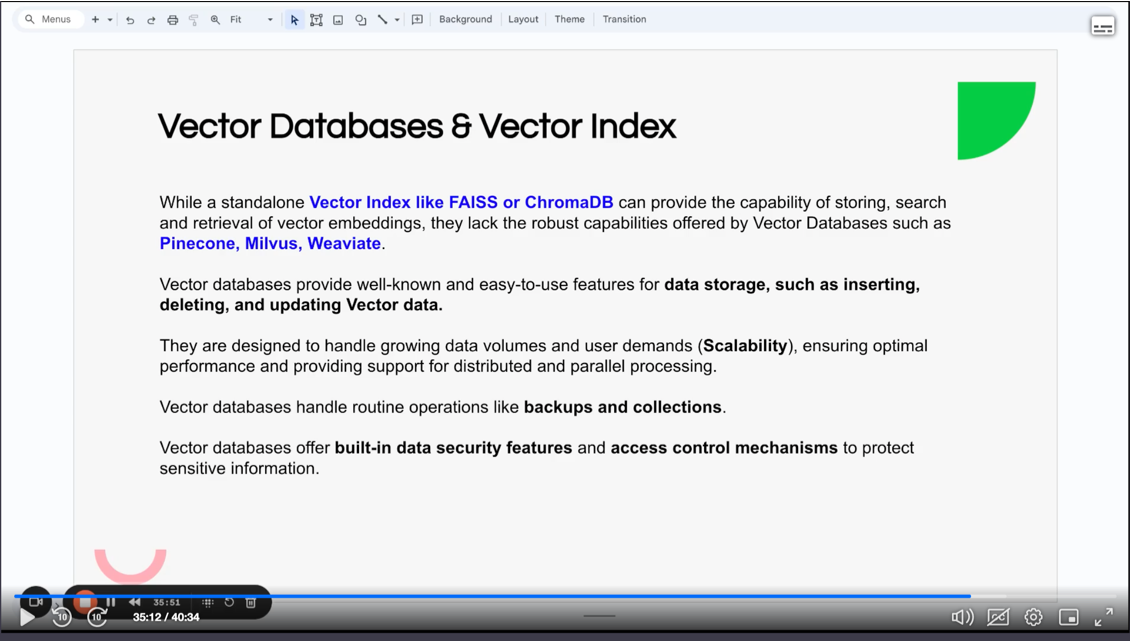 Menus
Fit
Background
Layout
Theme
Transition
Vector Databases & Vector Index
While a standalone Vector Index like FAISS or ChromaDB can provide the capability of storing, search
and retrieval of vector embeddings, they lack the robust capabilities offered by Vector Databases such as
Pinecone, Milvus, Weaviate.
Vector databases provide well-known and easy-to-use features for data storage, such as inserting,
deleting, and updating Vector data.
They are designed to handle growing data volumes and user demands (Scalability), ensuring optimal
performance and providing support for distributed and parallel processing.
Vector databases handle routine operations like backups and collections.
Vector databases offer built-in data security features and access control mechanisms to protect
sensitive information.
35:51
10
10
35:12 / 40:34